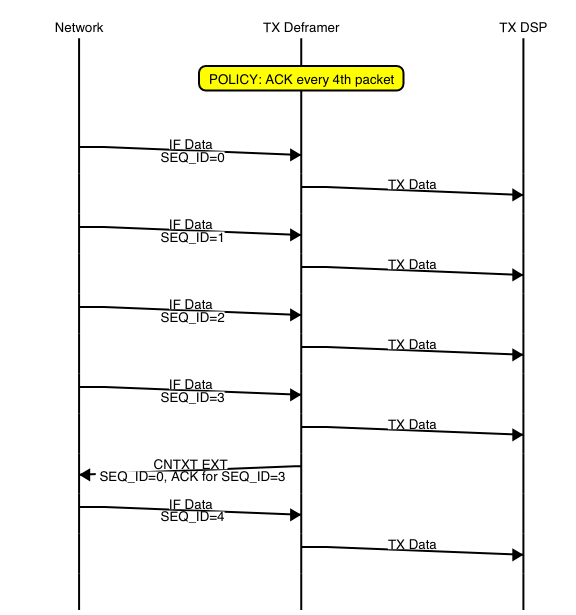 Network TX Deframer TX DSP
POLICY: ACK every 4th packet
IF Data
SEQ_ID=0
TX Data
IF Data
SEQ_ID=1
TX Data
IF Data
SEQ_ID=2
TX Data
IF Data
SEQ_ID=3
TX Data
CNTXT EXT
SEQ_ID=0, ACK for SEQ_ID=3
IF Data
SEQ_ID=4
TX Data